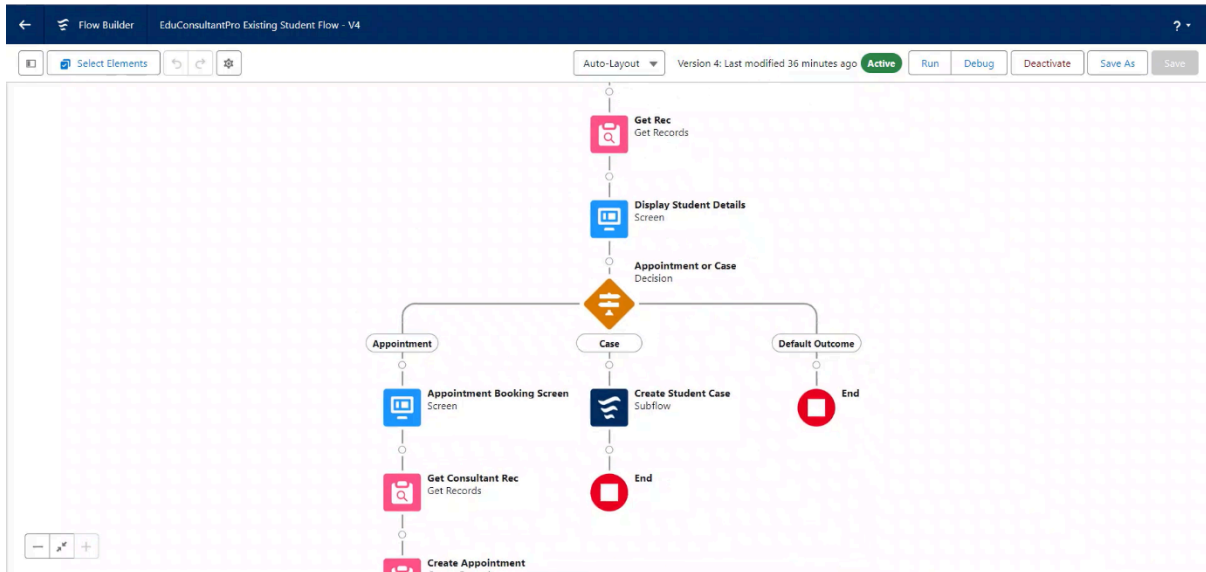 Flow Builder
EduConsultantPro Existing Student Flow - V4
?
Select Elements
Auto-Layout
Version 4: Last modified 36 minutes ago
Active
Run
Debug
Deactivate
Save As
Save
Get Rec
Get Records
Display Student Details
Screen
Appointment or Case
Decision
Appointment
Case
Default Outcome
Appointment Booking Screen
Screen
Create Student Case
Subflow
End
Get Consultant Rec
Get Records
End
Create Appointment